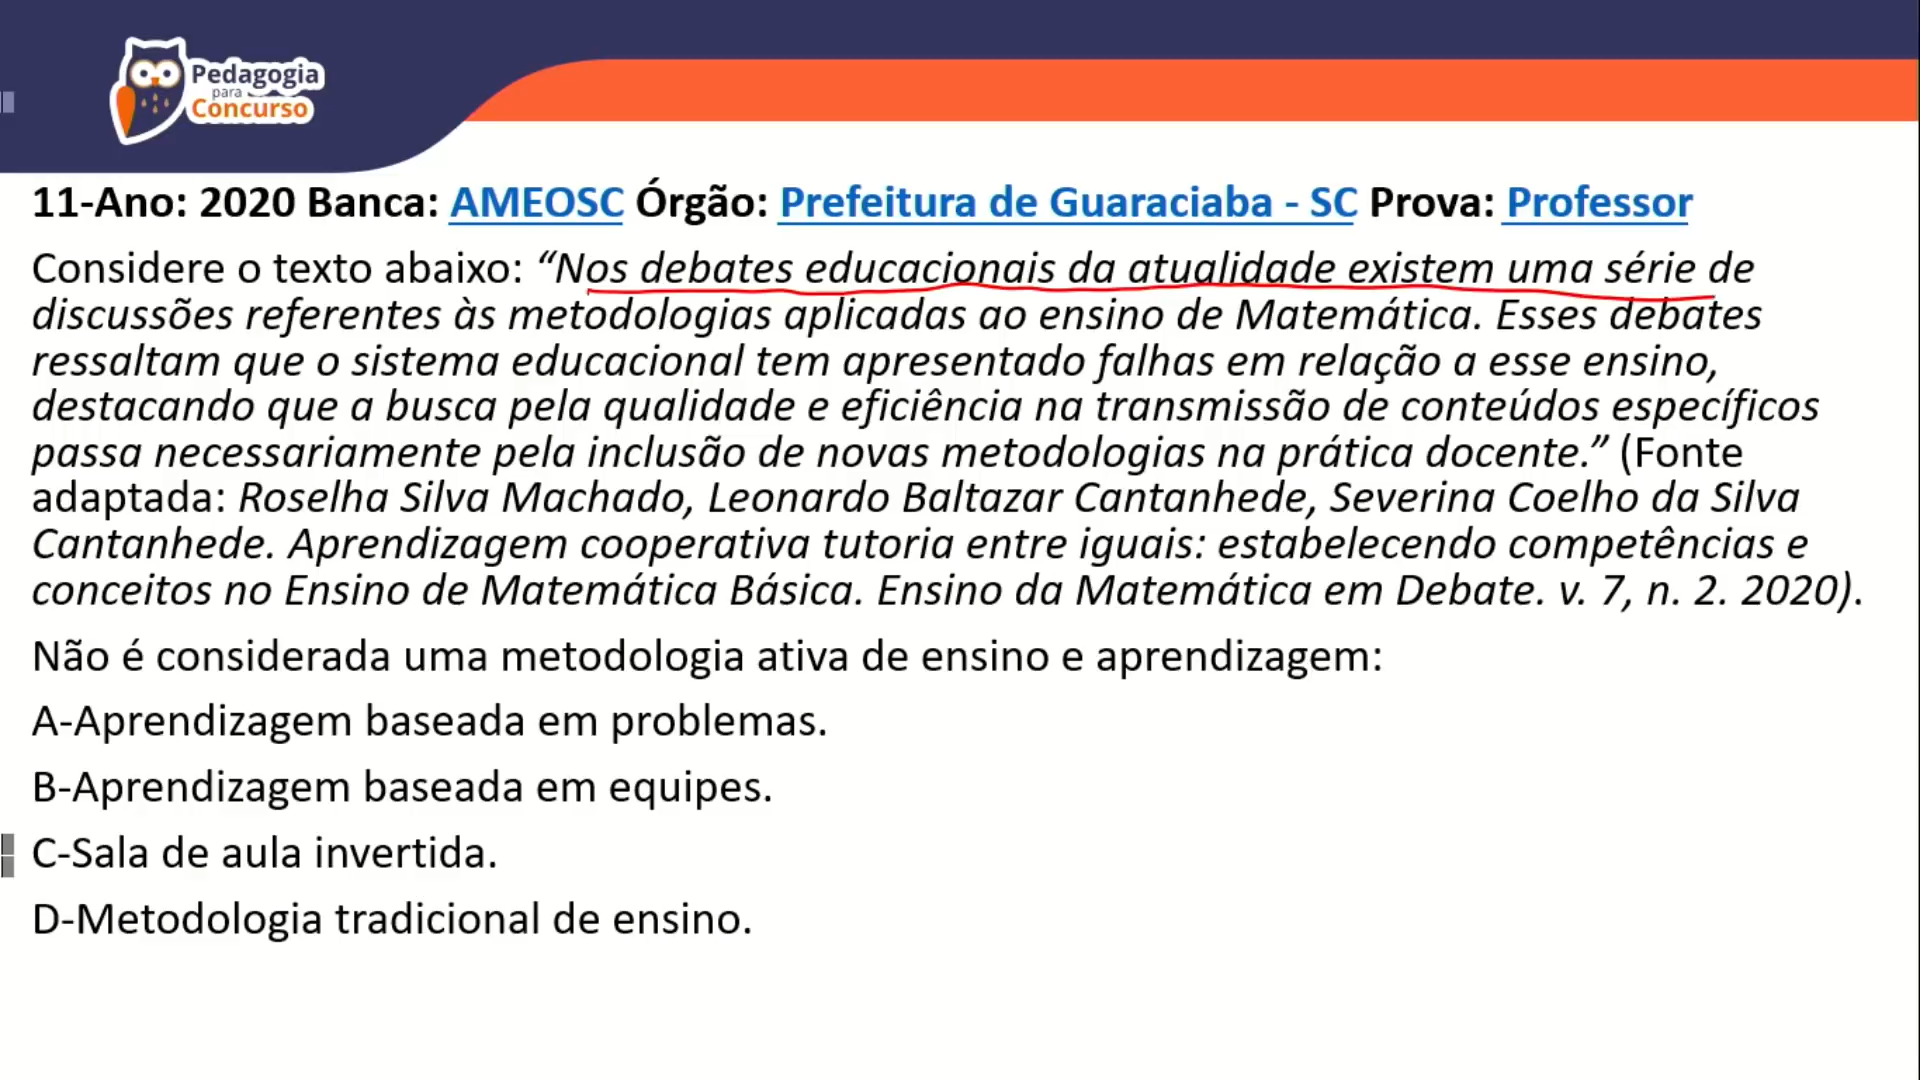 Pedagogia
para
Concurso
11-Ano: 2020 Banca: AMEOSC Órgão: Prefeitura de Guaraciaba - SC Prova: Professor
Considere o texto abaixo: “Nos debates educacionais da atualidade existem uma série de
discussões referentes às metodologias aplicadas ao ensino de Matemática. Esses debates
ressaltam que o sistema educacional tem apresentado falhas em relação a esse ensino,
destacando que a busca pela qualidade e eficiência na transmissão de conteúdos específicos
passa necessariamente pela inclusão de novas metodologias na prática docente.” (Fonte
adaptada: Roselha Silva Machado, Leonardo Baltazar Cantanhede, Severina Coelho da Silva
Cantanhede. Aprendizagem cooperativa tutoria entre iguais: estabelecendo competências e
conceitos no Ensino de Matemática Básica. Ensino da Matemática em Debate. v. 7, n. 2. 2020).
Não é considerada uma metodologia ativa de ensino e aprendizagem:
A-Aprendizagem baseada em problemas.
B-Aprendizagem baseada em equipes.
C-Sala de aula invertida.
D-Metodologia tradicional de ensino.